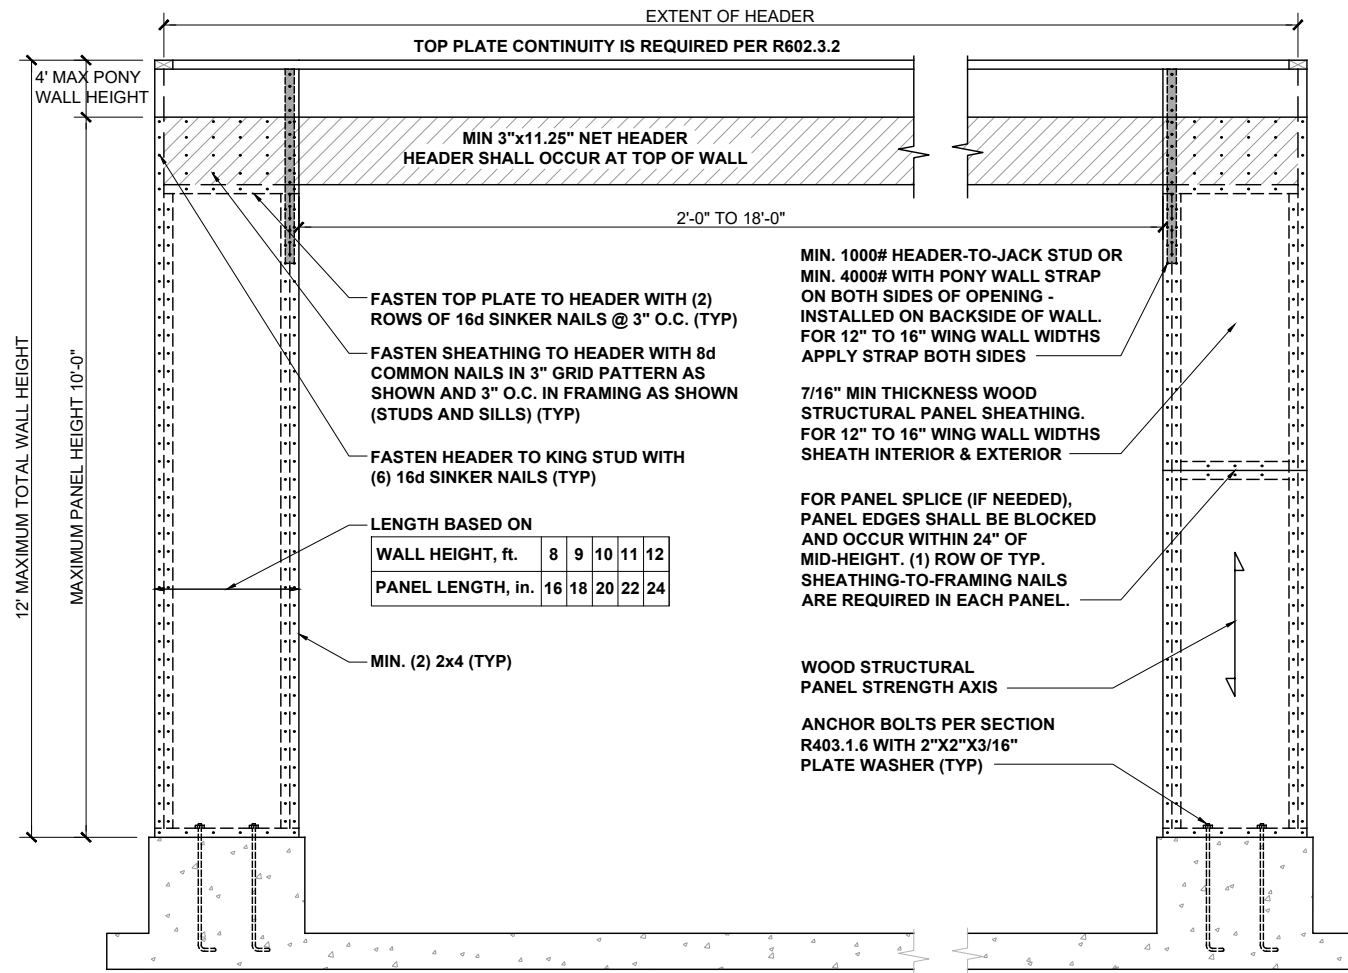 EXTENT OF HEADER
TOP PLATE CONTINUITY IS REQUIRED PER R602.3.2
4' MAX PONY
WALL HEIGHT
MIN 3"x11.25" NET HEADER
HEADER SHALL OCCUR AT TOP OF WALL
2'-0" TO 18'-0"
12' MAXIMUM TOTAL WALL HEIGHT
MAXIMUM PANEL HEIGHT 10'-0"
FASTEN TOP PLATE TO HEADER WITH (2)
ROWS OF 16d SINKER NAILS @ 3" O.C. (TYP)
FASTEN SHEATHING TO HEADER WITH 8d
COMMON NAILS IN 3" GRID PATTERN AS
SHOWN AND 3" O.C. IN FRAMING AS SHOWN
(STUDS AND SILLS) (TYP)
FASTEN HEADER TO KING STUD WITH
(6) 16d SINKER NAILS (TYP)
LENGTH BASED ON
WALL HEIGHT, ft. 8 9 10 11 12
PANEL LENGTH, in. 16 18 20 22 24
MIN. (2) 2x4 (TYP)
MIN. 1000# HEADER-TO-JACK STUD OR
MIN. 4000# WITH PONY WALL STRAP
ON BOTH SIDES OF OPENING -
INSTALLED ON BACKSIDE OF WALL.
FOR 12" TO 16" WING WALL WIDTHS
APPLY STRAP BOTH SIDES
7/16" MIN THICKNESS WOOD
STRUCTURAL PANEL SHEATHING.
FOR 12" TO 16" WING WALL WIDTHS
SHEATH INTERIOR & EXTERIOR
FOR PANEL SPLICE (IF NEEDED),
PANEL EDGES SHALL BE BLOCKED
AND OCCUR WITHIN 24" OF
MID-HEIGHT. (1) ROW OF TYP.
SHEATHING-TO-FRAMING NAILS
ARE REQUIRED IN EACH PANEL.
WOOD STRUCTURAL
PANEL STRENGTH AXIS
ANCHOR BOLTS PER SECTION
R403.1.6 WITH 2"X2"X3/16"
PLATE WASHER (TYP)